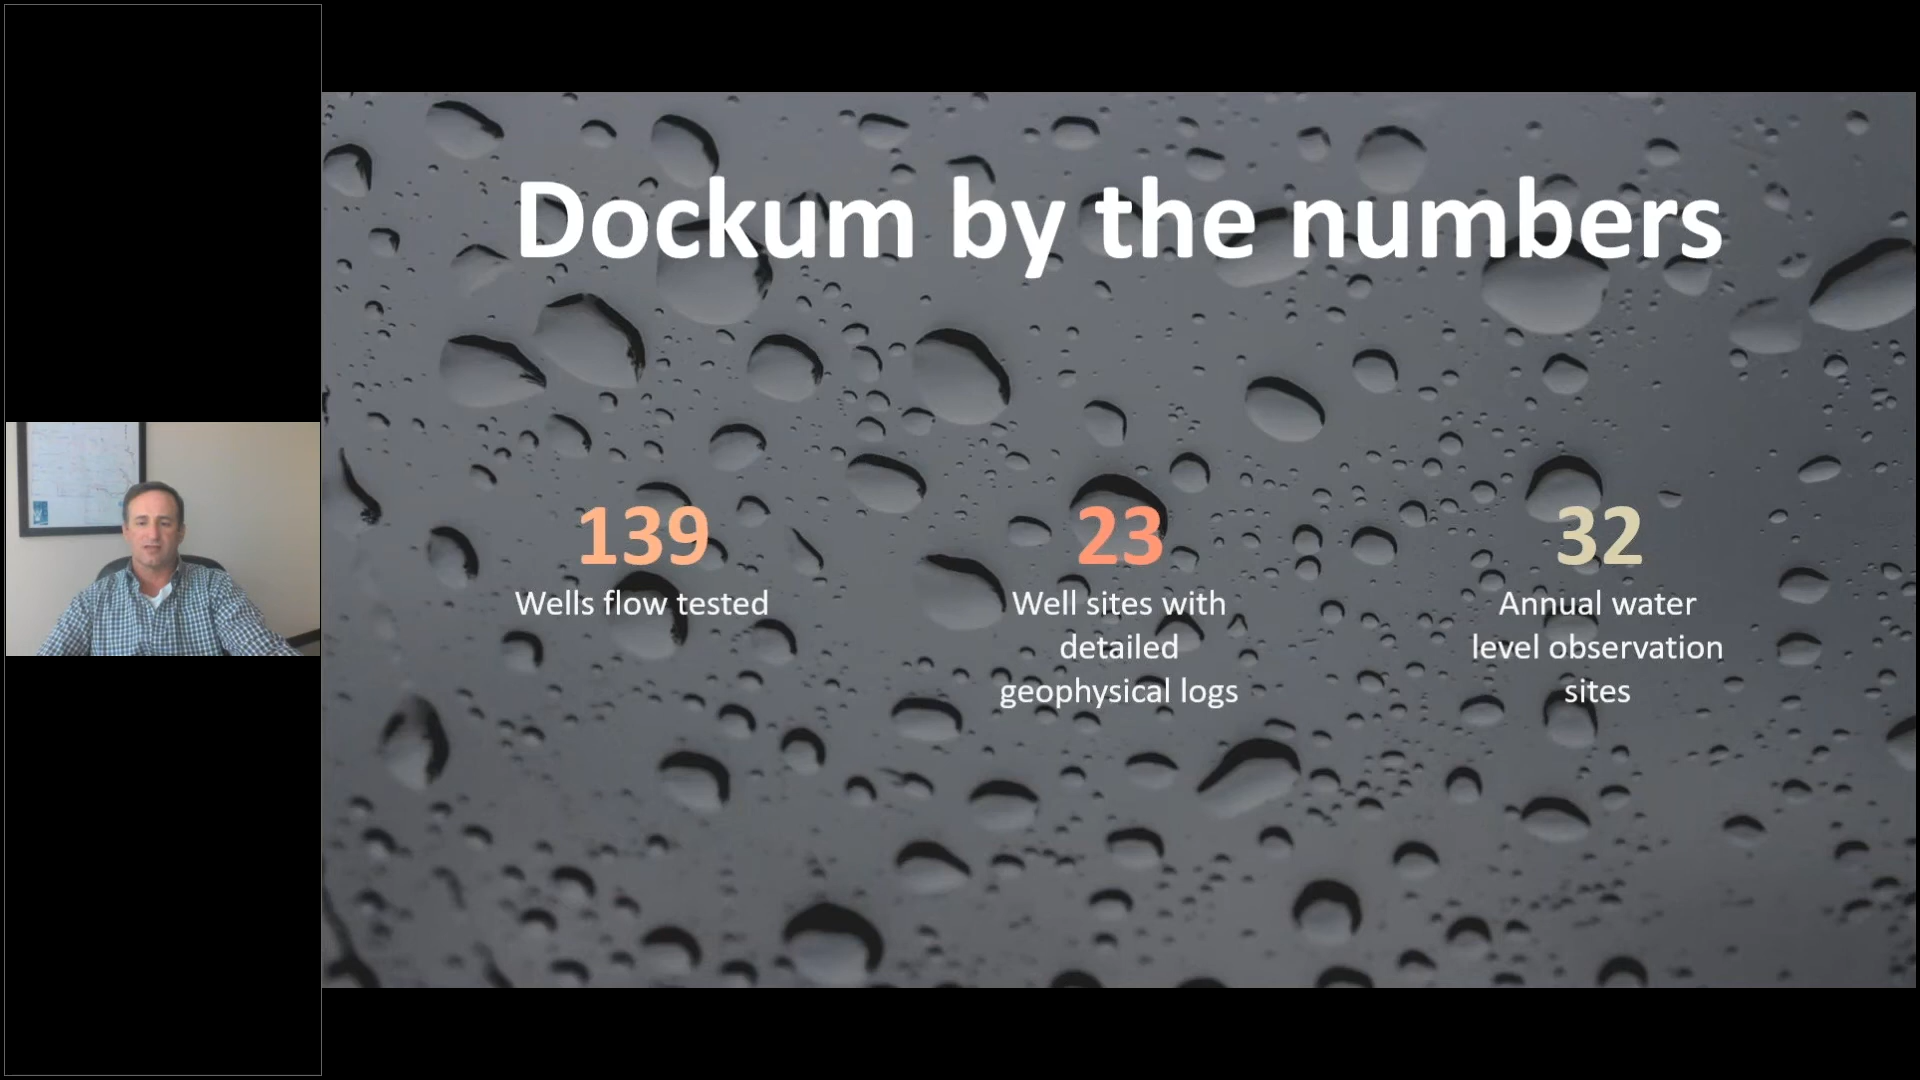 Dockum by the numbers
139
Wells flow tested
23
Well sites with
detailed
geophysical logs
32
Annual water
level observation
sites